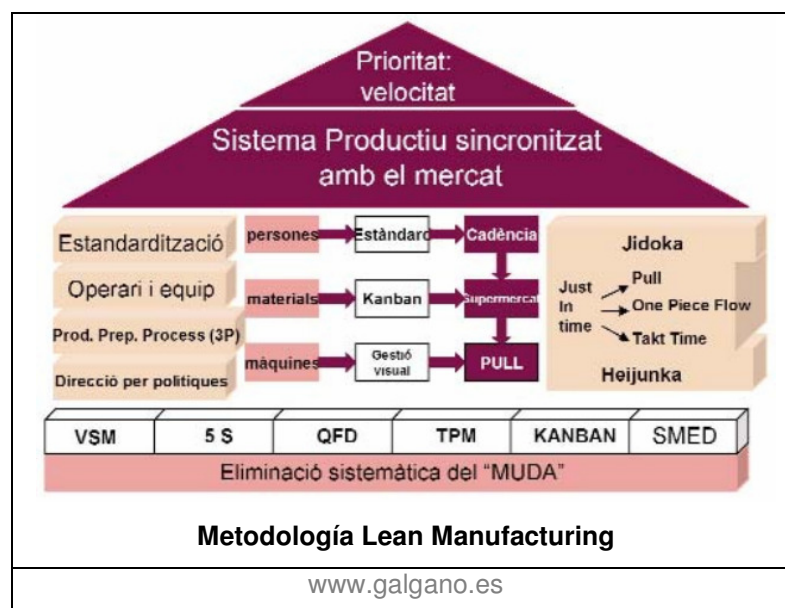 Prioritat:
velocitat
Sistema Productiu sincronitzat
amb el mercat
Estandardització
Operari i equip
Prod. Prep. Process (3P)
Direcció per polítiques
persones
Estàndard
Cadència
materials
Kanban
Supermercat
màquines
Gestió
visual
PULL
Jidoka
Just
In
time
Pull
One Piece Flow
Takt Time
Heijunka
VSM
5 S
QFD
TPM
KANBAN
SMED
Eliminació sistemàtica del “MUDA”
Metodología Lean Manufacturing
www.galgano.es